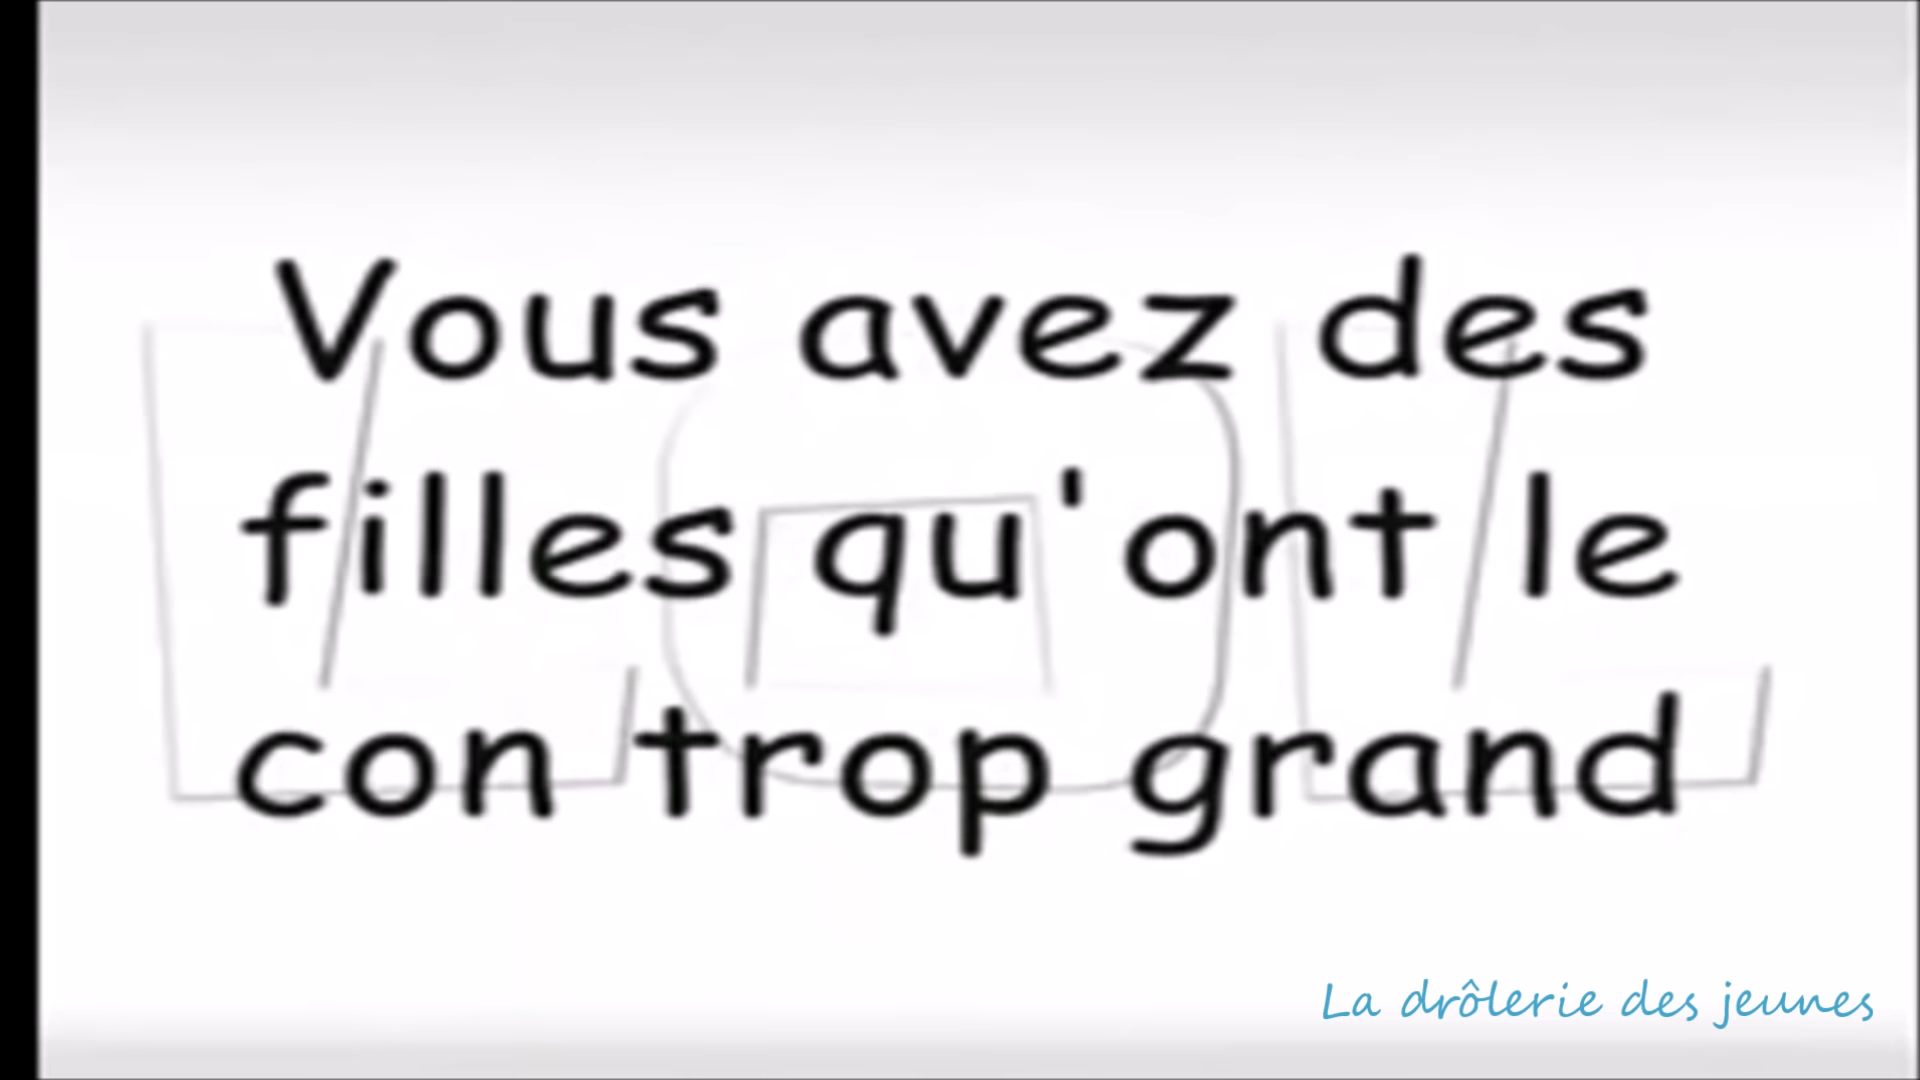 Vous avez des
filles qu'ont le
con trop grand
La drôlerie des jeunes